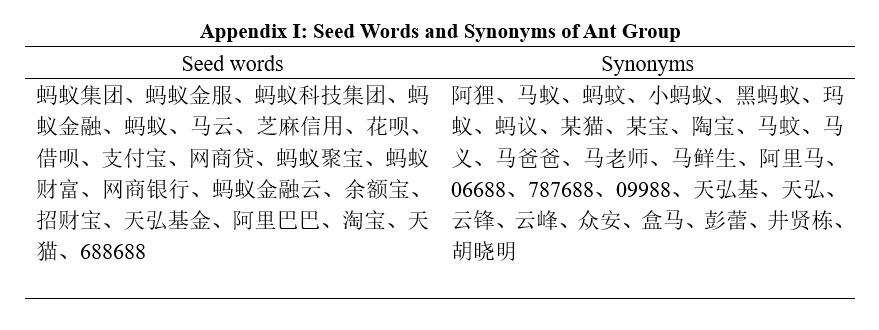 Appendix I: Seed Words and Synonyms of Ant Group
Seed words
Synonyms
蚂蚁集团、蚂蚁金服、蚂蚁科技集团、蚂
蚁金融、蚂蚁、马云、芝麻信用、花呗、
借呗、支付宝、网商贷、蚂蚁聚宝、蚂蚁
财富、网商银行、蚂蚁金融云、余额宝、
招财宝、天弘基金、阿里巴巴、淘宝、天
猫、688688
阿狸、马蚁、蚂蚊、小蚂蚁、黑蚂蚁、玛
蚁、蚂议、某猫、某宝、陶宝、马蚊、马
义、马爸爸、马老师、马鲜生、阿里马、
06688、787688、09988、天弘基、天弘、
云锋、云峰、众安、盒马、彭蕾、井贤栋、
胡晓明